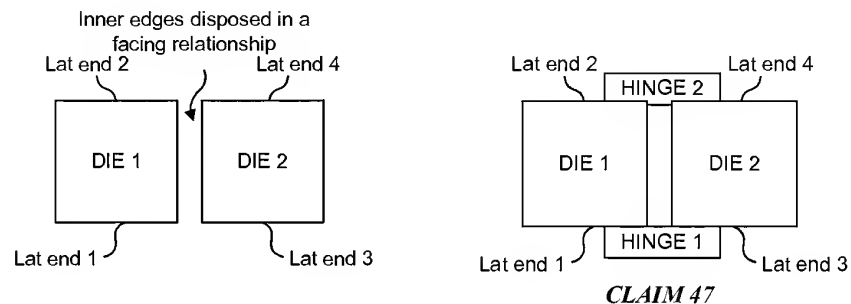 Inner edges disposed in a
facing relationship
Lat end 2
Lat end 4
DIE 1
DIE 2
Lat end 1
Lat end 3
Lat end 2
Lat end 4
HINGE 2
DIE 1
DIE 2
HINGE 1
Lat end 1
Lat end 3
CLAIM 47